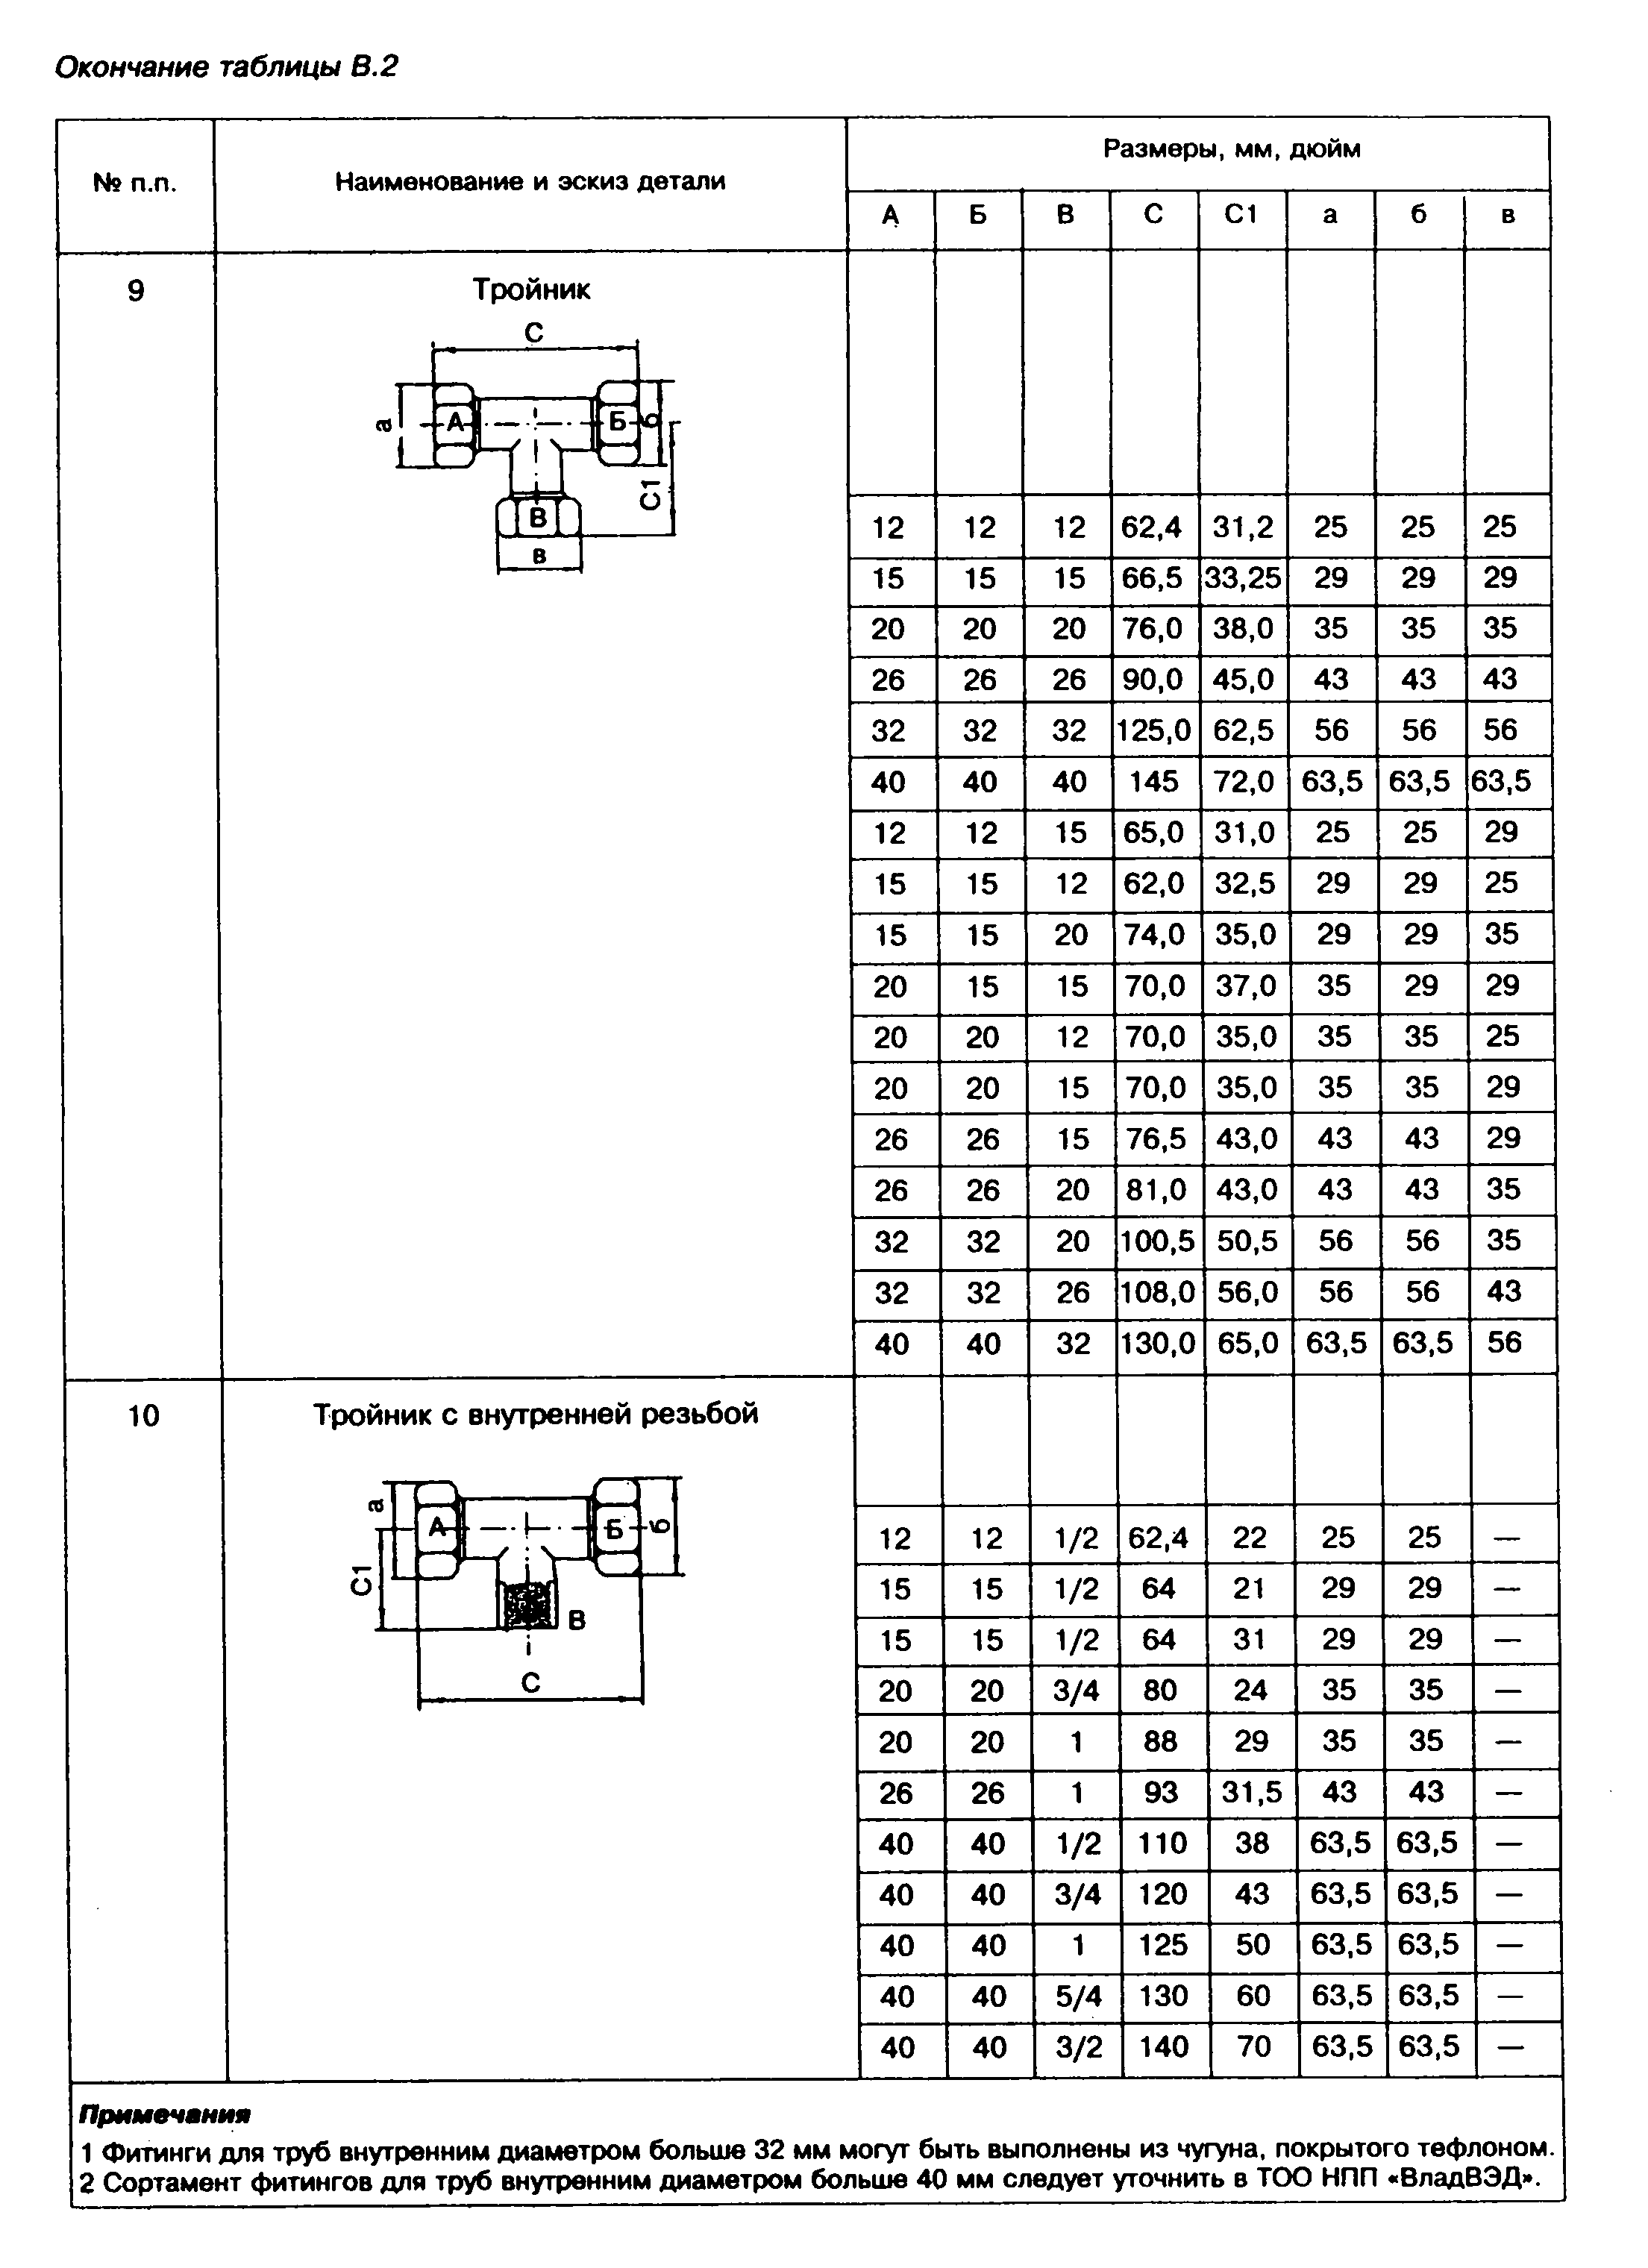 Окончание таблицы В.2
№ п.п. Наименование и эскиз детали Размеры, мм, дюйм
А Б В С С1 а б в
9 Тройник
С
а А Б б
С1
В
в
12 12 12 62,4 31,2 25 25 25
15 15 15 66,5 33,25 29 29 29
20 20 20 76,0 38,0 35 35 35
26 26 26 90,0 45,0 43 43 43
32 32 32 125,0 62,5 56 56 56
40 40 40 145 72,0 63,5 63,5 63,5
12 12 15 65,0 31,0 25 25 29
15 15 12 62,0 32,5 29 29 25
15 15 20 74,0 35,0 29 29 35
20 15 15 70,0 37,0 35 29 29
20 20 12 70,0 35,0 35 35 25
20 20 15 70,0 35,0 35 35 29
26 26 15 76,5 43,0 43 43 29
26 26 20 81,0 43,0 43 43 35
32 32 20 100,5 50,5 56 56 35
32 32 26 108,0 56,0 56 56 43
40 40 32 130,0 65,0 63,5 63,5 56
10 Тройник с внутренней резьбой
а
А Б б
С1
В
С
12 12 1/2 62,4 22 25 25 —
15 15 1/2 64 21 29 29 —
15 15 1/2 64 31 29 29 —
20 20 3/4 80 24 35 35 —
20 20 1 88 29 35 35 —
26 26 1 93 31,5 43 43 —
40 40 1/2 110 38 63,5 63,5 —
40 40 3/4 120 43 63,5 63,5 —
40 40 1 125 50 63,5 63,5 —
40 40 5/4 130 60 63,5 63,5 —
40 40 3/2 140 70 63,5 63,5 —
Примечания
1 Фитинги для труб внутренним диаметром больше 32 мм могут быть выполнены из чугуна, покрытого тефлоном.
2 Сортамент фитингов для труб внутренним диаметром больше 40 мм следует уточнить в ТОО НПП «ВладВЭД».